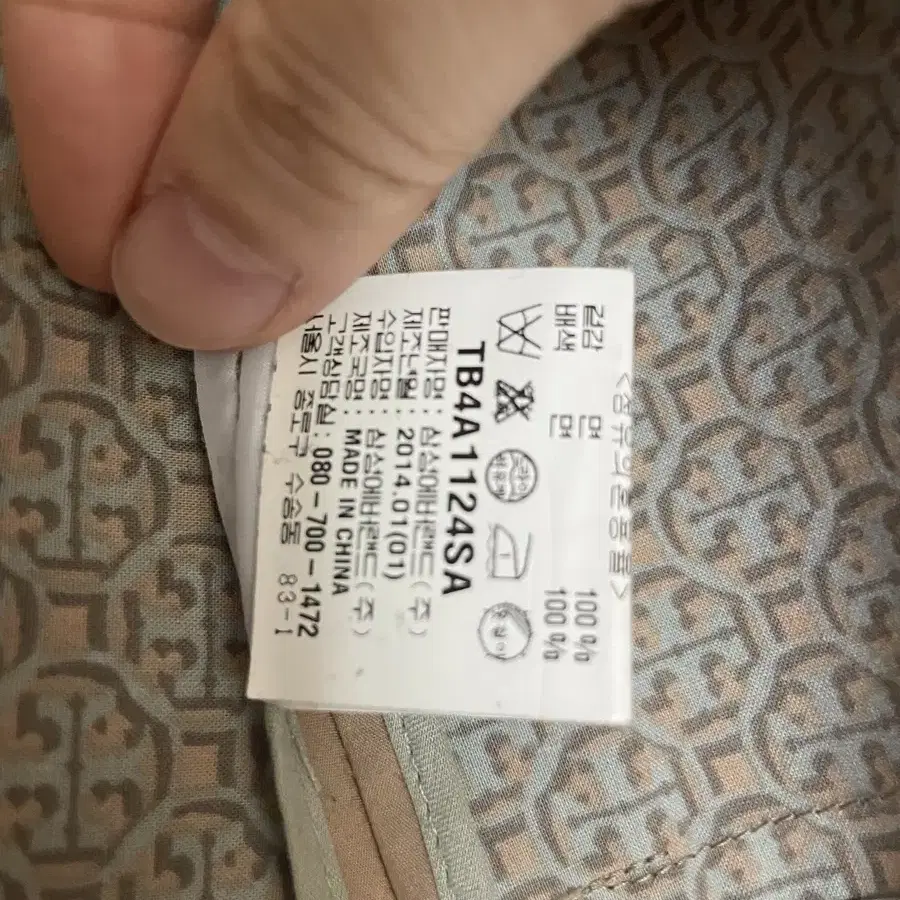 <섬유의혼용률>
겉감 면 100%
배색 면 100%
TB4A1124SA
판매자명 : 삼성에버랜드(주)
제조년월 : 2014.01(01)
수입자명 : 삼성에버랜드(주)
제조국명 : MADE IN CHINA
고객상담실 : 080-700-1472
서울시 종로구 수송동 83-1